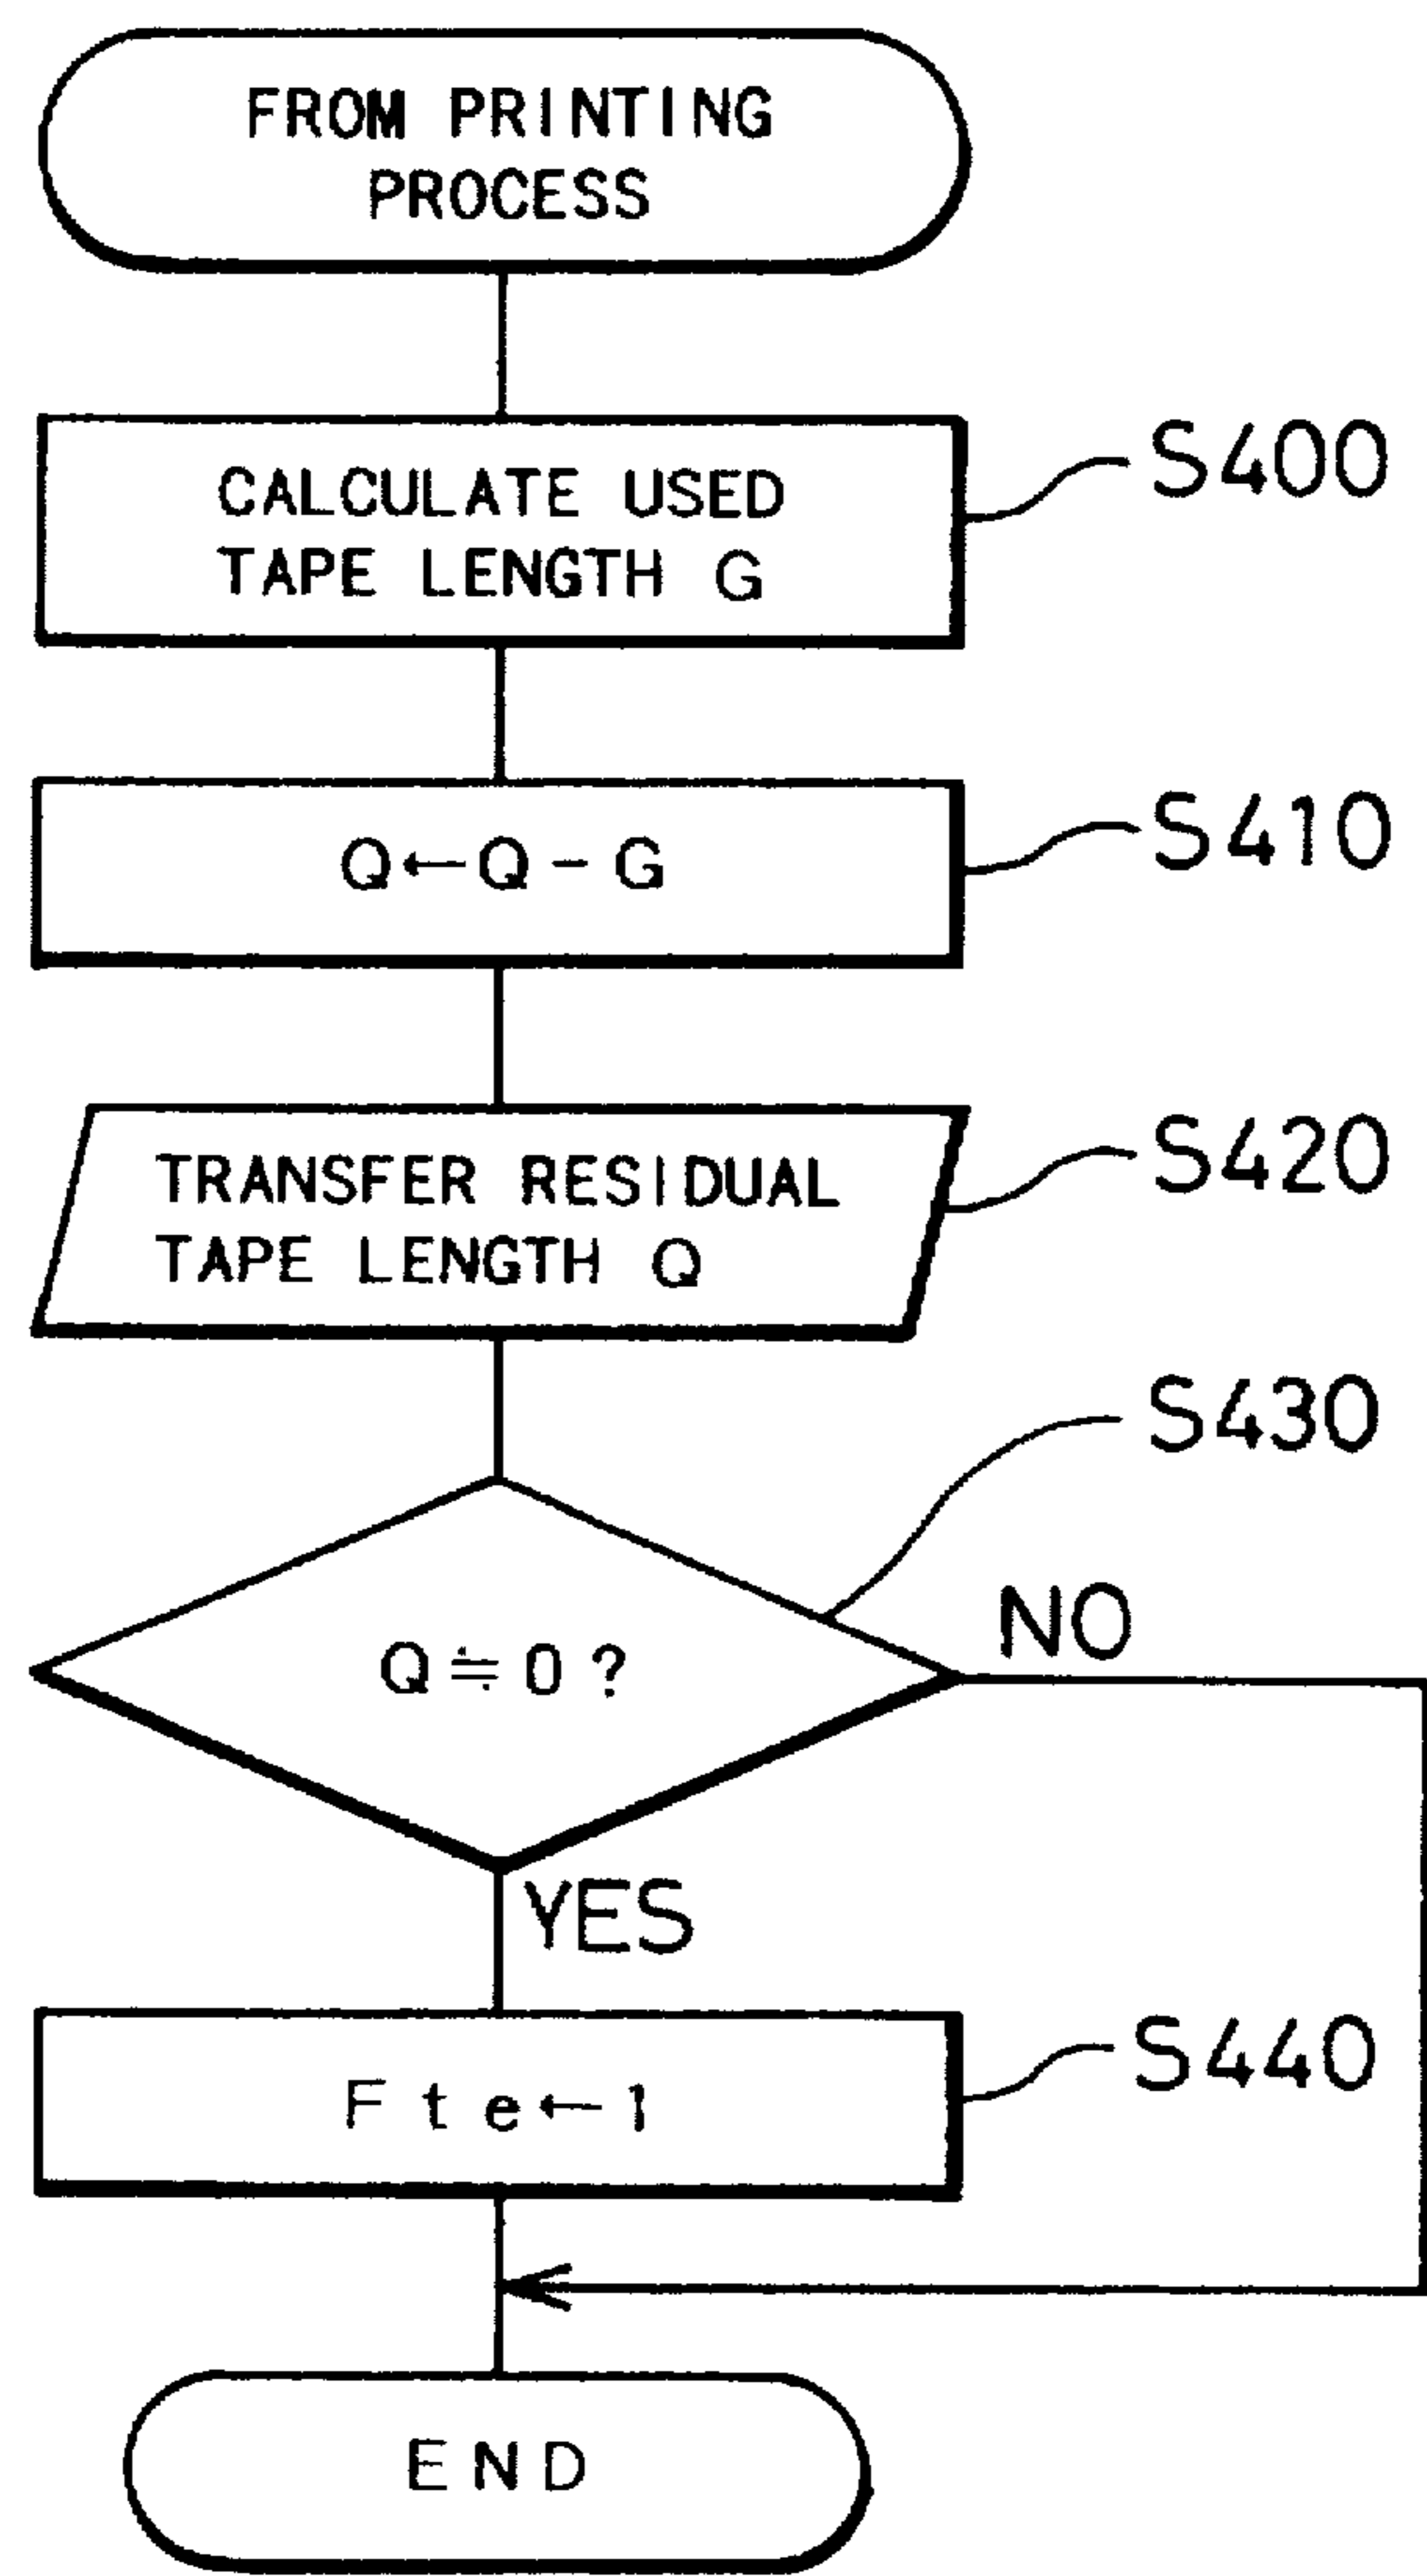 FROM PRINTING
PROCESS
CALCULATE USED
TAPE LENGTH G
S400
Q←Q-G
S410
TRANSFER RESIDUAL
TAPE LENGTH Q
S420
S430
Q≒0?
NO
YES
Fte←1
S440
END